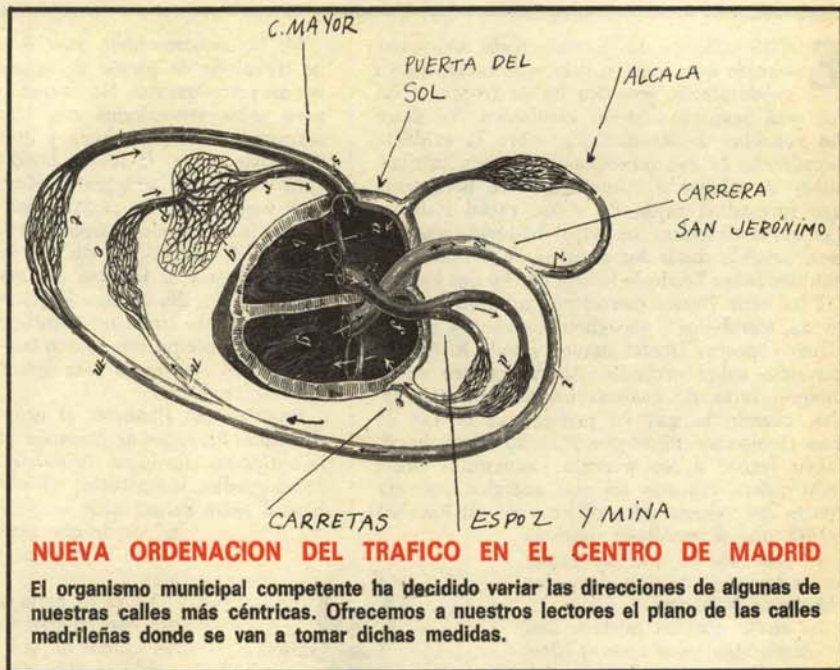 C. MAYOR
PUERTA DEL
SOL
ALCALA
CARRERA
SAN JERÓNIMO
CARRETAS
ESPOZ Y MINA
NUEVA ORDENACION DEL TRAFICO EN EL CENTRO DE MADRID
El organismo municipal competente ha decidido variar las direcciones de algunas de
nuestras calles más céntricas. Ofrecemos a nuestros lectores el plano de las calles
madrileñas donde se van a tomar dichas medidas.